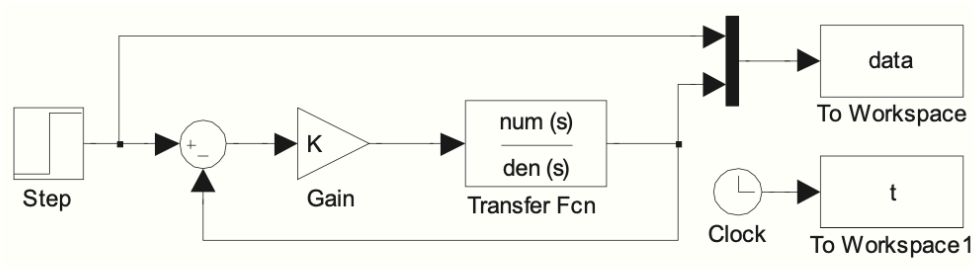 data
To Workspace
+
−
K
num (s)
den (s)
Step
Gain
Transfer Fcn
t
Clock
To Workspace1